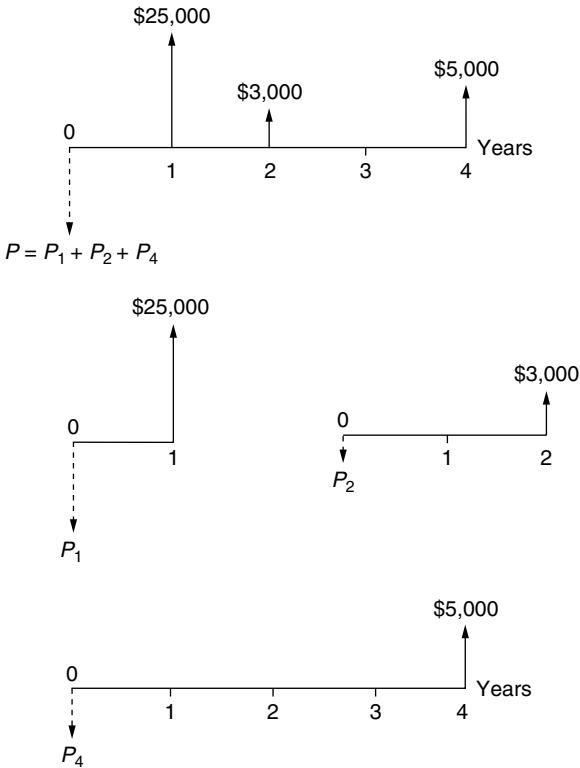 $25,000
$5,000
$3,000
0
Years
1 2 3 4
P = P1 + P2 + P4
$25,000
$3,000
0
0
1
1 2
P2
P1
$5,000
0
Years
1 2 3 4
P4